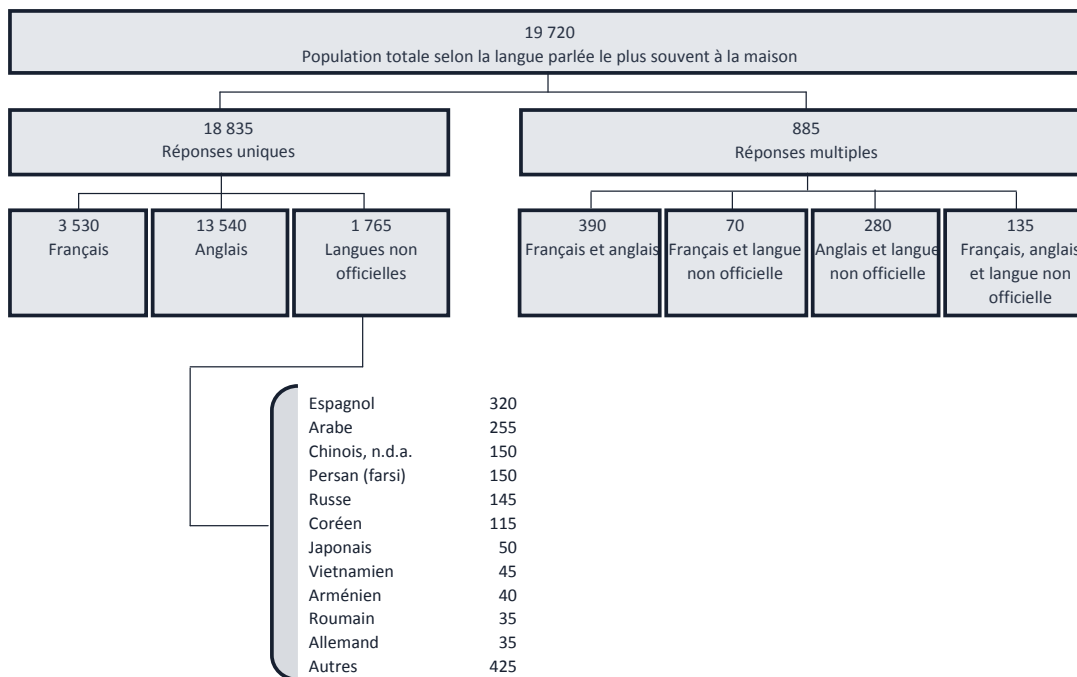 19 720
Population totale selon la langue parlée le plus souvent à la maison
18 835
Réponses uniques
885
Réponses multiples
3 530
Français
13 540
Anglais
1 765
Langues non
officielles
390
Français et anglais
70
Français et langue
non officielle
280
Anglais et langue
non officielle
135
Français, anglais
et langue non
officielle
Espagnol 320
Arabe 255
Chinois, n.d.a. 150
Persan (farsi) 150
Russe 145
Coréen 115
Japonais 50
Vietnamien 45
Arménien 40
Roumain 35
Allemand 35
Autres 425